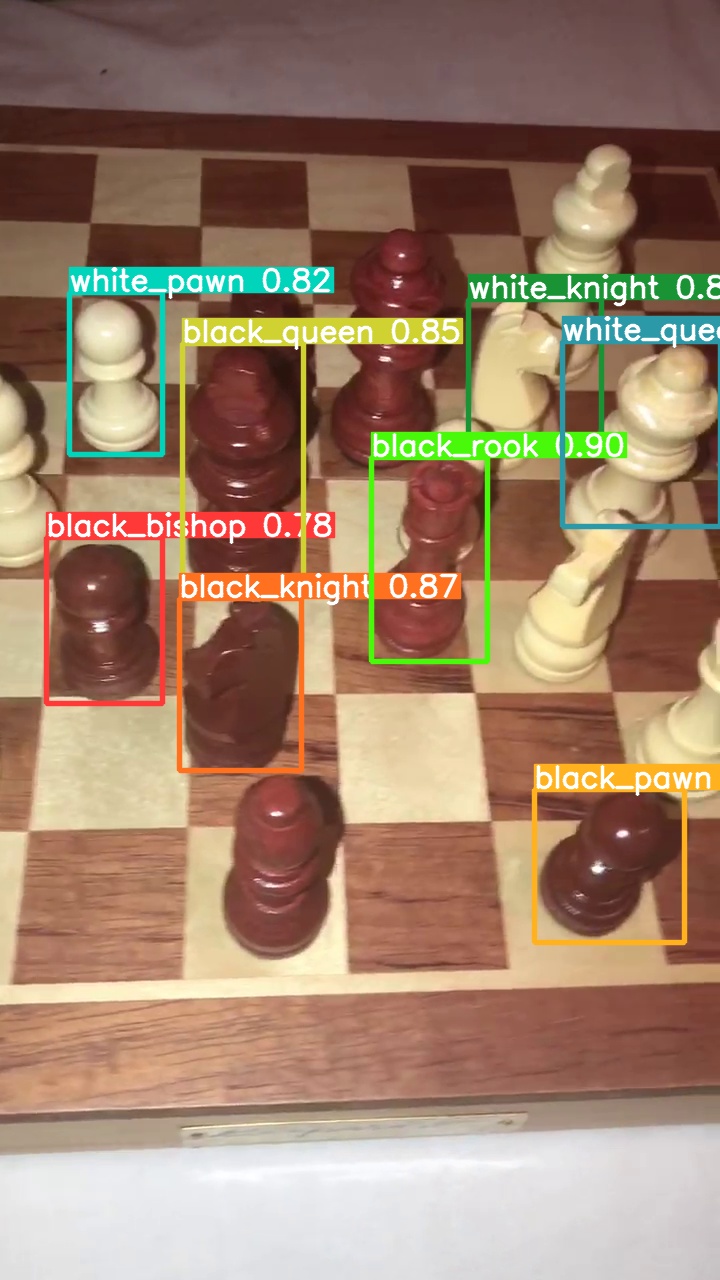 white_pawn 0.82
white_knight 0.8
black_queen 0.85
white_que
black_rook 0.90
black_bishop 0.78
black_knight 0.87
black_pawn